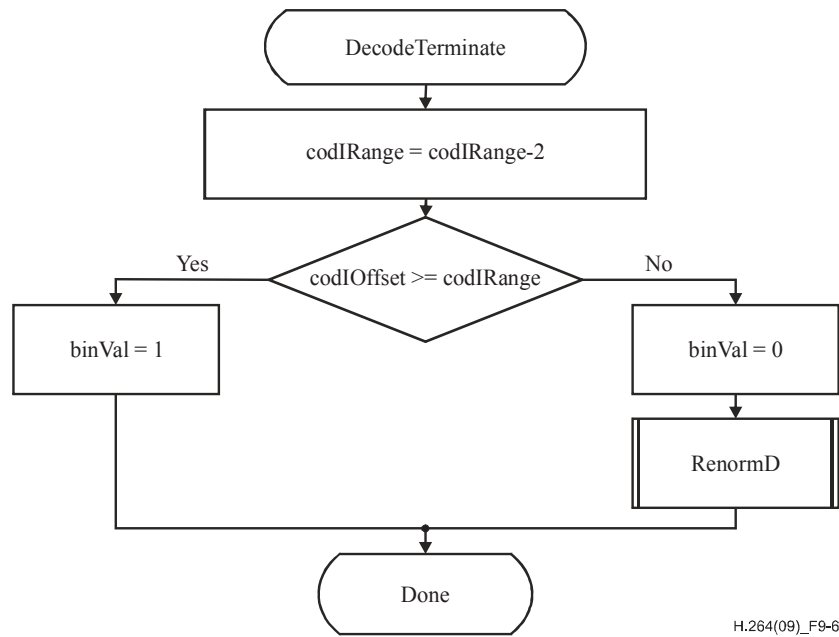 DecodeTerminate
codIRange = codIRange-2
codIOffset >= codIRange
Yes
No
binVal = 1
binVal = 0
RenormD
Done
H.264(09)_F9-6